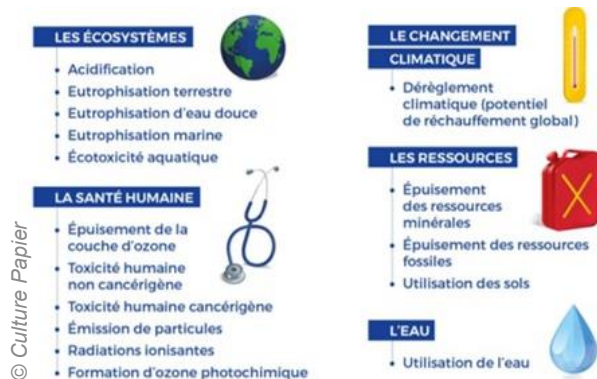 LES ÉCOSYSTÈMES
• Acidification
• Eutrophisation terrestre
• Eutrophisation d'eau douce
• Eutrophisation marine
• Écotoxicité aquatique
LA SANTÉ HUMAINE
• Épuisement de la
couche d'ozone
• Toxicité humaine
non cancérigène
• Toxicité humaine cancérigène
• Émission de particules
• Radiations ionisantes
• Formation d'ozone photochimique
LE CHANGEMENT
CLIMATIQUE
• Dérèglement
climatique (potentiel
de réchauffement global)
LES RESSOURCES
• Épuisement
des ressources
minérales
• Épuisement des ressources
fossiles
• Utilisation des sols
L'EAU
• Utilisation de l'eau
© Culture Papier